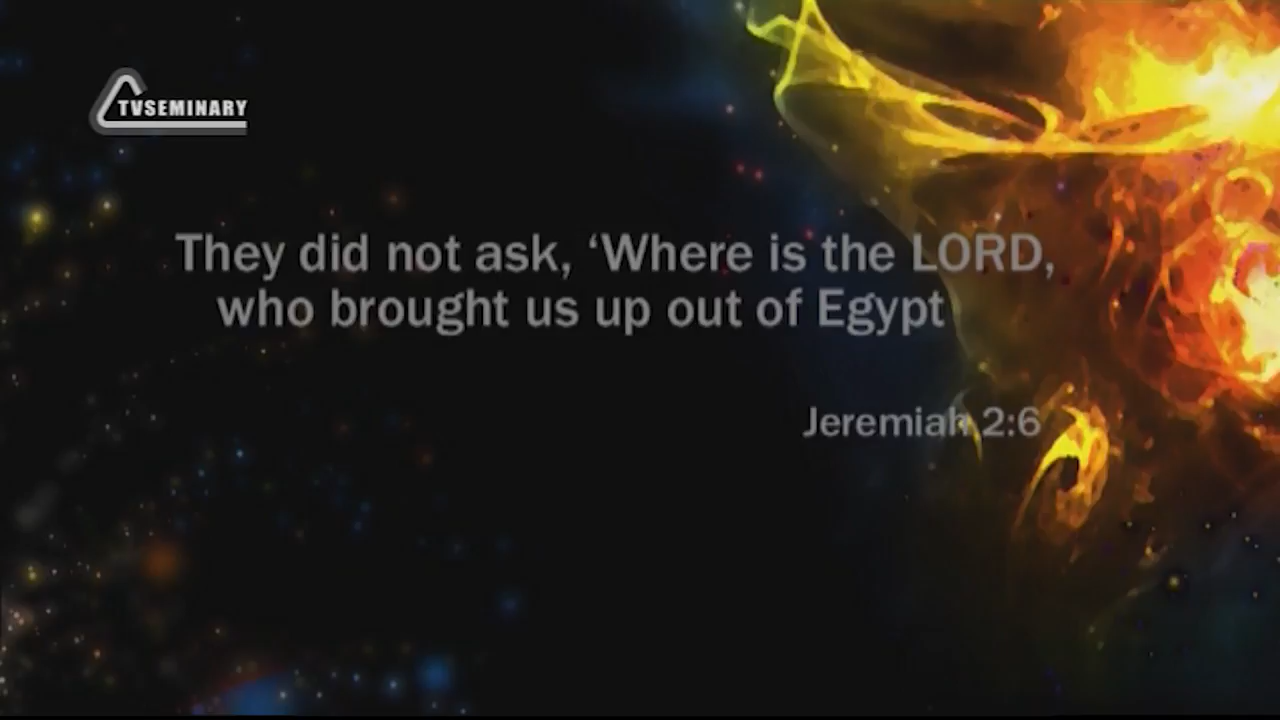 TVSEMINARY
They did not ask, ‘Where is the LORD,
who brought us up out of Egypt
Jeremiah 2:6